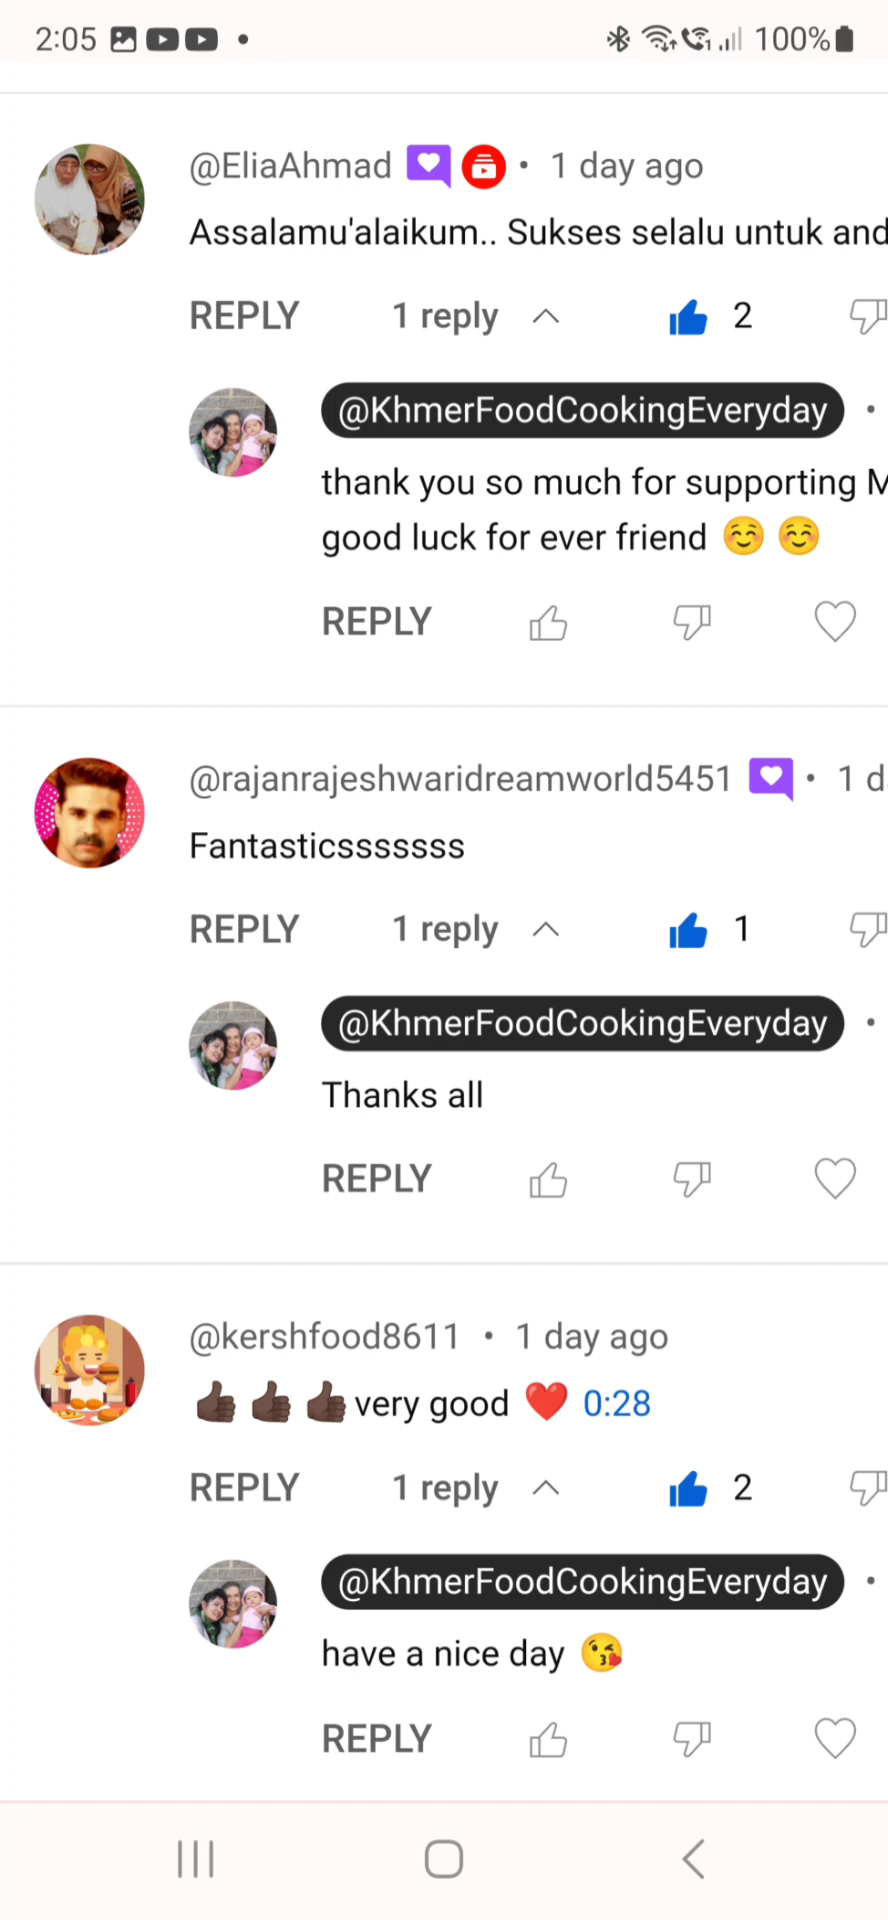 2:05 100%
@EliaAhmad • 1 day ago
Assalamu'alaikum.. Sukses selalu untuk
REPLY 1 reply 2
@KhmerFoodCookingEveryday •
thank you so much for supporting
good luck for ever friend ☺️ ☺️
REPLY
@rajanrajeshwaridreamworld5451 • 1 d
Fantasticsssssss
REPLY 1 reply 1
@KhmerFoodCookingEveryday •
Thanks all
REPLY
@kershfood8611 • 1 day ago
👍🏿 👍🏿 👍🏿 very good ❤️ 0:28
REPLY 1 reply 2
@KhmerFoodCookingEveryday •
have a nice day 😘
REPLY